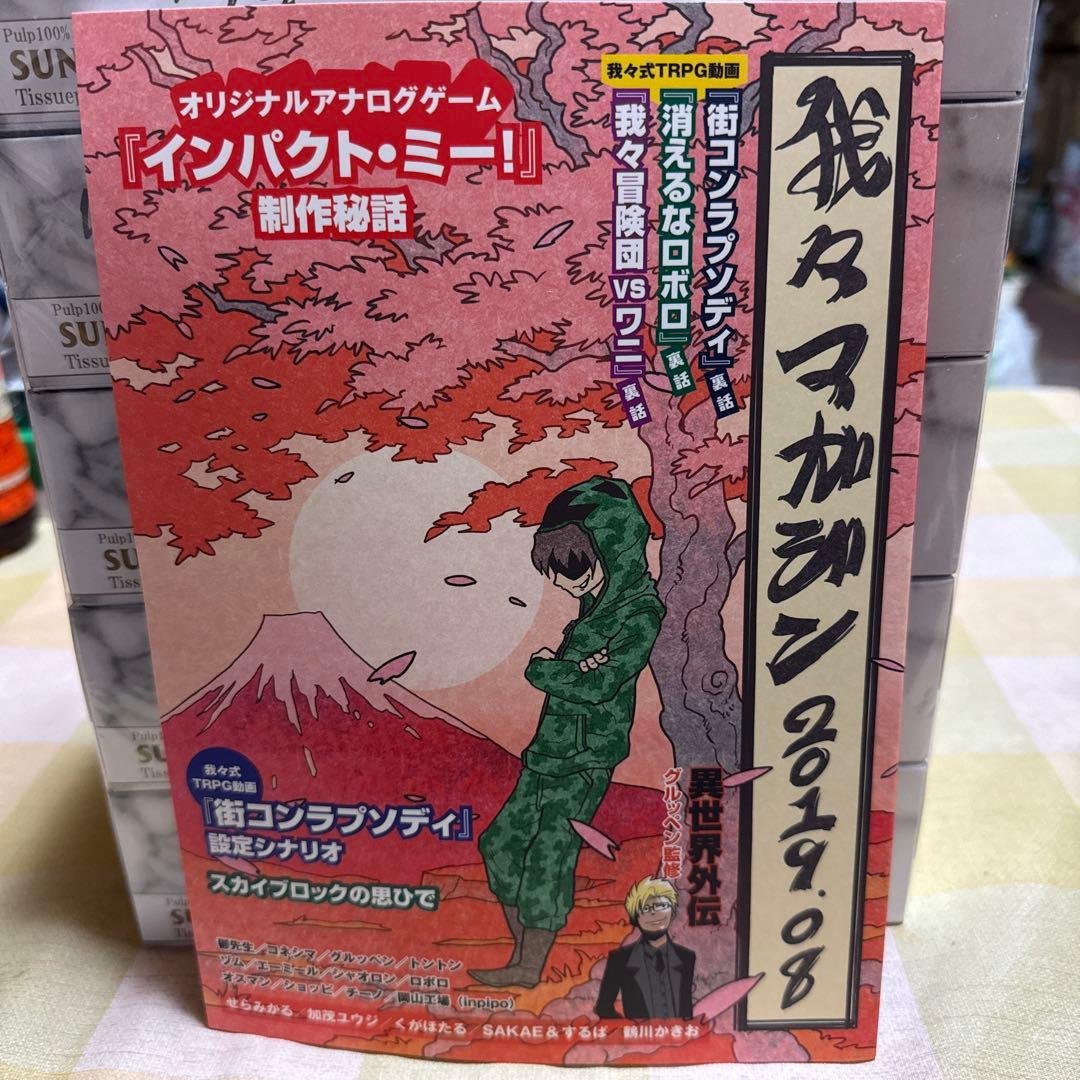 我々マガジン2019.08
我々式TRPG動画
『街コンラプソディ』裏話
『消えるなロボロ』裏話
『我々冒険団VSワニ』裏話
オリジナルアナログゲーム
『インパクト・ミー!』
制作秘話
異世界外伝
グルッペン監修
我々式
TRPG動画
『街コンラプソディ』
設定シナリオ
スカイブロックの思ひで
鬱先生/コネシマ/グルッペン/トントン
ゾム/エーミール/シャオロン/ロボロ
オスマン/ショッピ/チーノ/岡山工場(inpipo)
せらみかる/加茂ユウジ/くがほたる/SAKAE&するば/鶴川かきお
Pulp100%
SUN
Tissue
Pulp100
SU
Tissu
Pulp1
SU
Tiss
Pulp1
SU
Tiss